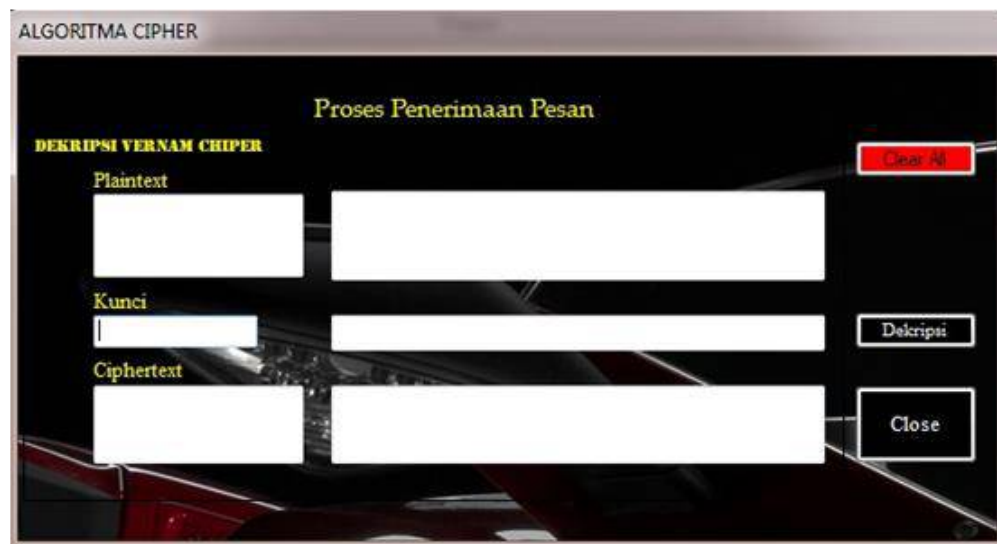 ALGORITMA CIPHER
Proses Penerimaan Pesan
DEKRIPSI VERNAM CHIPER
Clear All
Plaintext
Kunci
Dekripsi
Ciphertext
Close